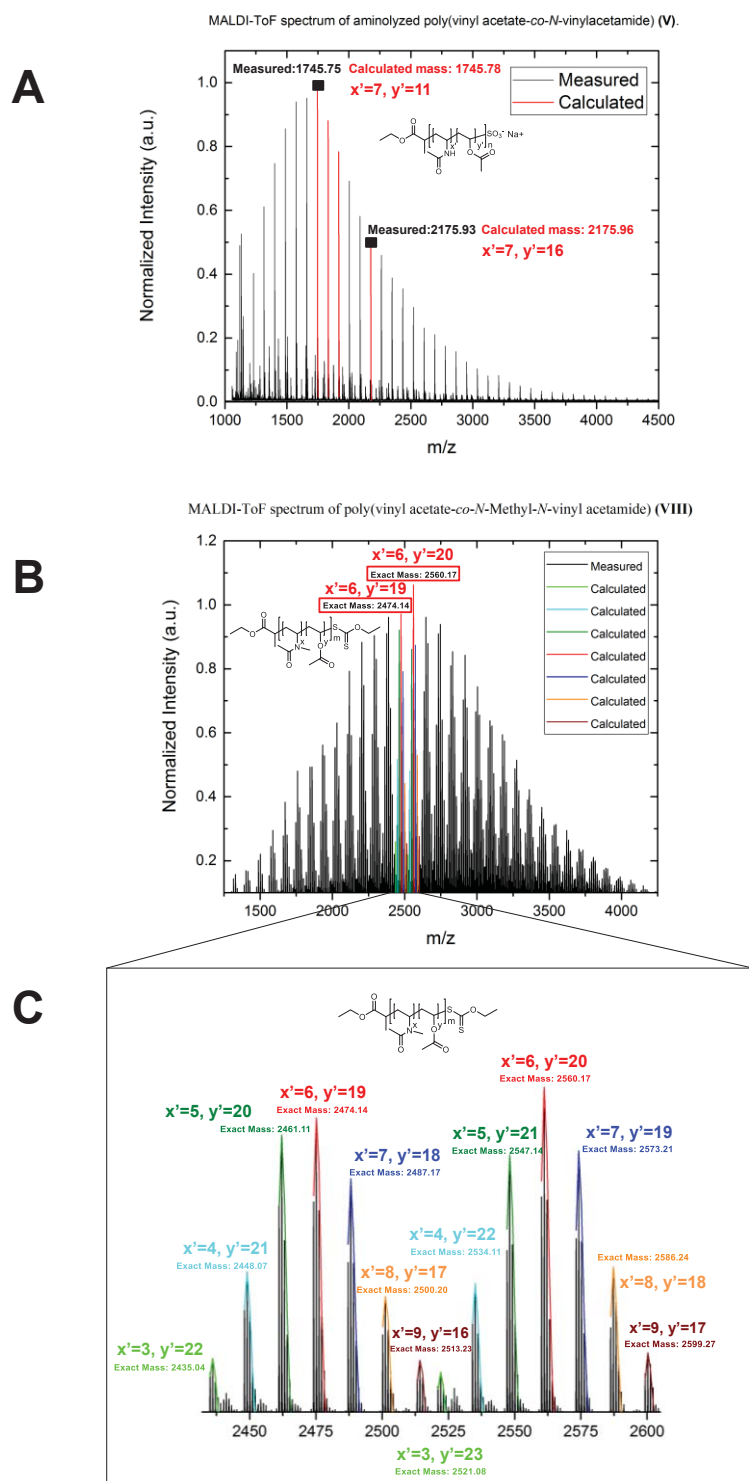 MALDI-ToF spectrum of aminolyzed poly(vinyl acetate-co-N-vinylacetamide) (V).
A
Measured:1745.75 Calculated mass: 1745.78
x'=7, y'=11
Measured
Calculated
O
O
NH
O
x'
O
O
y'
n
SO3- Na+
Measured:2175.93 Calculated mass: 2175.96
x'=7, y'=16
Normalized Intensity (a.u.)
1.0
0.8
0.6
0.4
0.2
0.0
1000 1500 2000 2500 3000 3500 4000 4500
m/z
MALDI-ToF spectrum of poly(vinyl acetate-co-N-Methyl-N-vinyl acetamide) (VIII)
B
x'=6, y'=20
Exact Mass: 2560.17
x'=6, y'=19
Exact Mass: 2474.14
Measured
Calculated
Calculated
Calculated
Calculated
Calculated
Calculated
Calculated
O
O
N
O
x
O
O
y
m
S
O
S
Normalized Intensity (a.u.)
1.2
1.0
0.8
0.6
0.4
0.2
1500 2000 2500 3000 3500 4000
m/z
C
O
O
N
O
x
O
O
y
m
S
O
S
x'=6, y'=20
Exact Mass: 2560.17
x'=6, y'=19
Exact Mass: 2474.14
x'=5, y'=20
Exact Mass: 2461.11
x'=5, y'=21
Exact Mass: 2547.14
x'=7, y'=19
Exact Mass: 2573.21
x'=7, y'=18
Exact Mass: 2487.17
x'=4, y'=21
Exact Mass: 2448.07
x'=4, y'=22
Exact Mass: 2534.11
Exact Mass: 2586.24
x'=8, y'=18
x'=8, y'=17
Exact Mass: 2500.20
x'=9, y'=16
Exact Mass: 2513.23
x'=9, y'=17
Exact Mass: 2599.27
x'=3, y'=22
Exact Mass: 2435.04
2450 2475 2500 2525 2550 2575 2600
x'=3, y'=23
Exact Mass: 2521.08